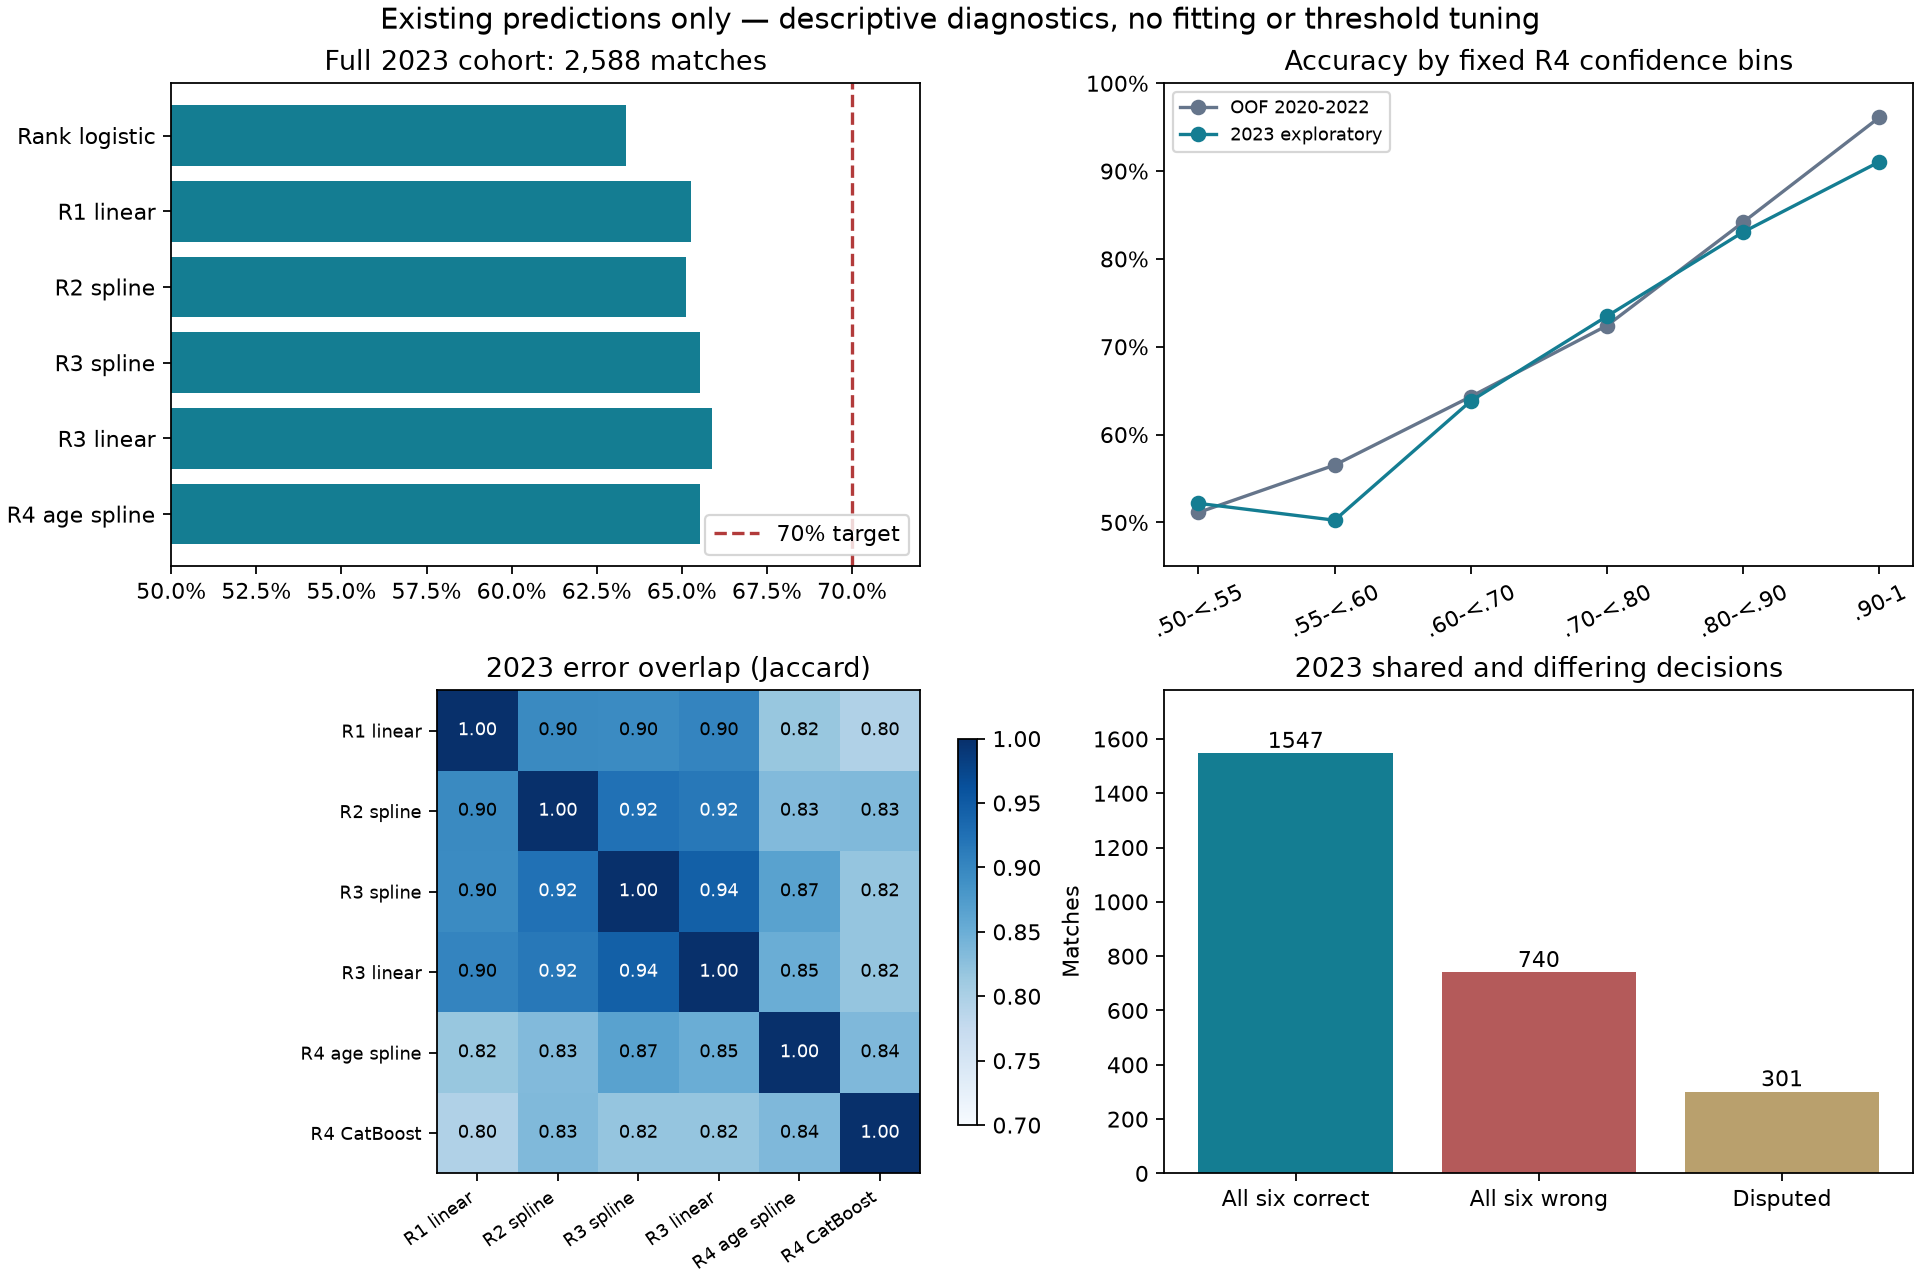 Existing predictions only — descriptive diagnostics, no fitting or threshold tuning
Full 2023 cohort: 2,588 matches
Rank logistic
R1 linear
R2 spline
R3 spline
R3 linear
R4 age spline
70% target
50.0% 52.5% 55.0% 57.5% 60.0% 62.5% 65.0% 67.5% 70.0%
Accuracy by fixed R4 confidence bins
OOF 2020-2022
2023 exploratory
100%
90%
80%
70%
60%
50%
.50-<.55 .55-<.60 .60-<.70 .70-<.80 .80-<.90 .90-1
2023 error overlap (Jaccard)
R1 linear 1.00 0.90 0.90 0.90 0.82 0.80
R2 spline 0.90 1.00 0.92 0.92 0.83 0.83
R3 spline 0.90 0.92 1.00 0.94 0.87 0.82
R3 linear 0.90 0.92 0.94 1.00 0.85 0.82
R4 age spline 0.82 0.83 0.87 0.85 1.00 0.84
R4 CatBoost 0.80 0.83 0.82 0.82 0.84 1.00
R1 linear R2 spline R3 spline R3 linear R4 age spline R4 CatBoost
1.00
0.95
0.90
0.85
0.80
0.75
0.70
2023 shared and differing decisions
Matches
1600
1400
1200
1000
800
600
400
200
0
1547
740
301
All six correct All six wrong Disputed